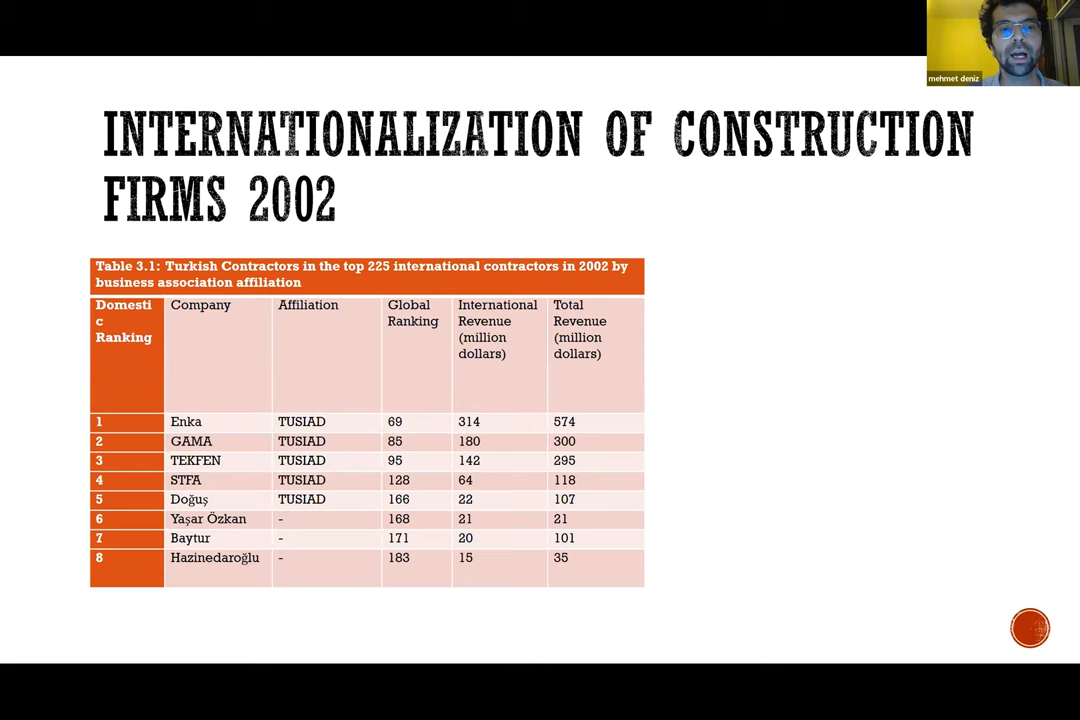 mehmet deniz
INTERNATIONALIZATION OF CONSTRUCTION
FIRMS 2002
Table 3.1: Turkish Contractors in the top 225 international contractors in 2002 by
business association affiliation
Domesti
c
Ranking
Company
Affiliation
Global
Ranking
International
Revenue
(million
dollars)
Total
Revenue
(million
dollars)
1 Enka TUSIAD 69 314 574
2 GAMA TUSIAD 85 180 300
3 TEKFEN TUSIAD 95 142 295
4 STFA TUSIAD 128 64 118
5 Doğuş TUSIAD 166 22 107
6 Yaşar Özkan - 168 21 21
7 Baytur - 171 20 101
8 Hazinedaroğlu - 183 15 35